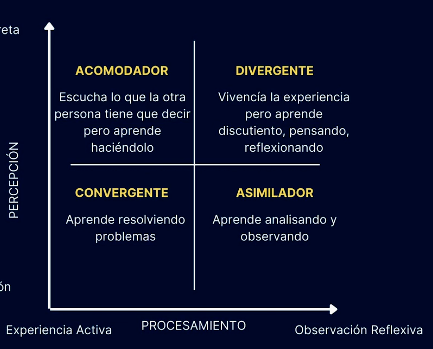 reta
ACOMODADOR
Escucha lo que la otra
persona tiene que decir
pero aprende
haciéndolo
DIVERGENTE
Vivencía la experiencia
pero aprende
discutiento, pensando,
reflexionando
PERCEPCIÓN
CONVERGENTE
Aprende resolviendo
problemas
ASIMILADOR
Aprende analisando y
observando
ón
Experiencia Activa
PROCESAMIENTO
Observación Reflexiva